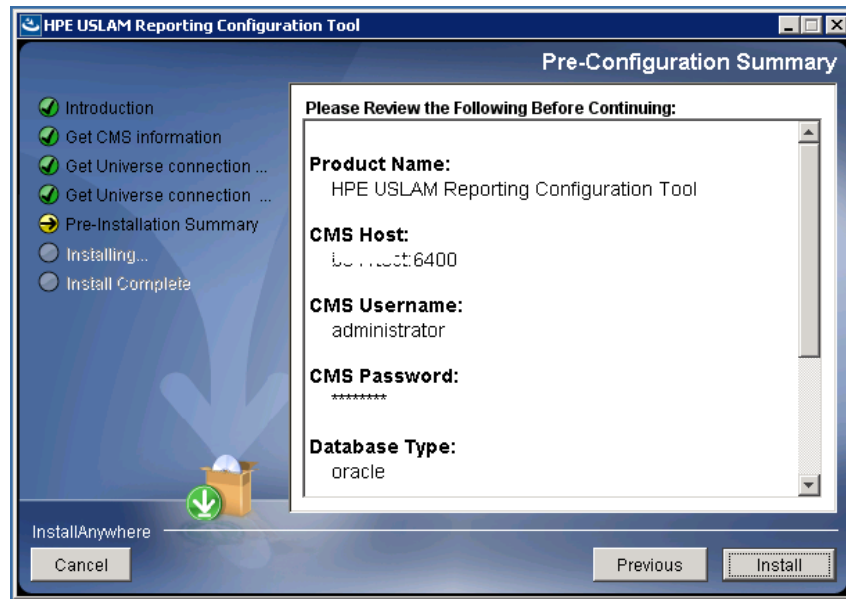 HPE USLAM Reporting Configuration Tool
Pre-Configuration Summary
Introduction
Get CMS information
Get Universe connection ...
Get Universe connection ...
Pre-Installation Summary
Installing...
Install Complete
Please Review the Following Before Continuing:
Product Name:
HPE USLAM Reporting Configuration Tool
CMS Host:
:6400
CMS Username:
administrator
CMS Password:
********
Database Type:
oracle
InstallAnywhere
Cancel
Previous
Install